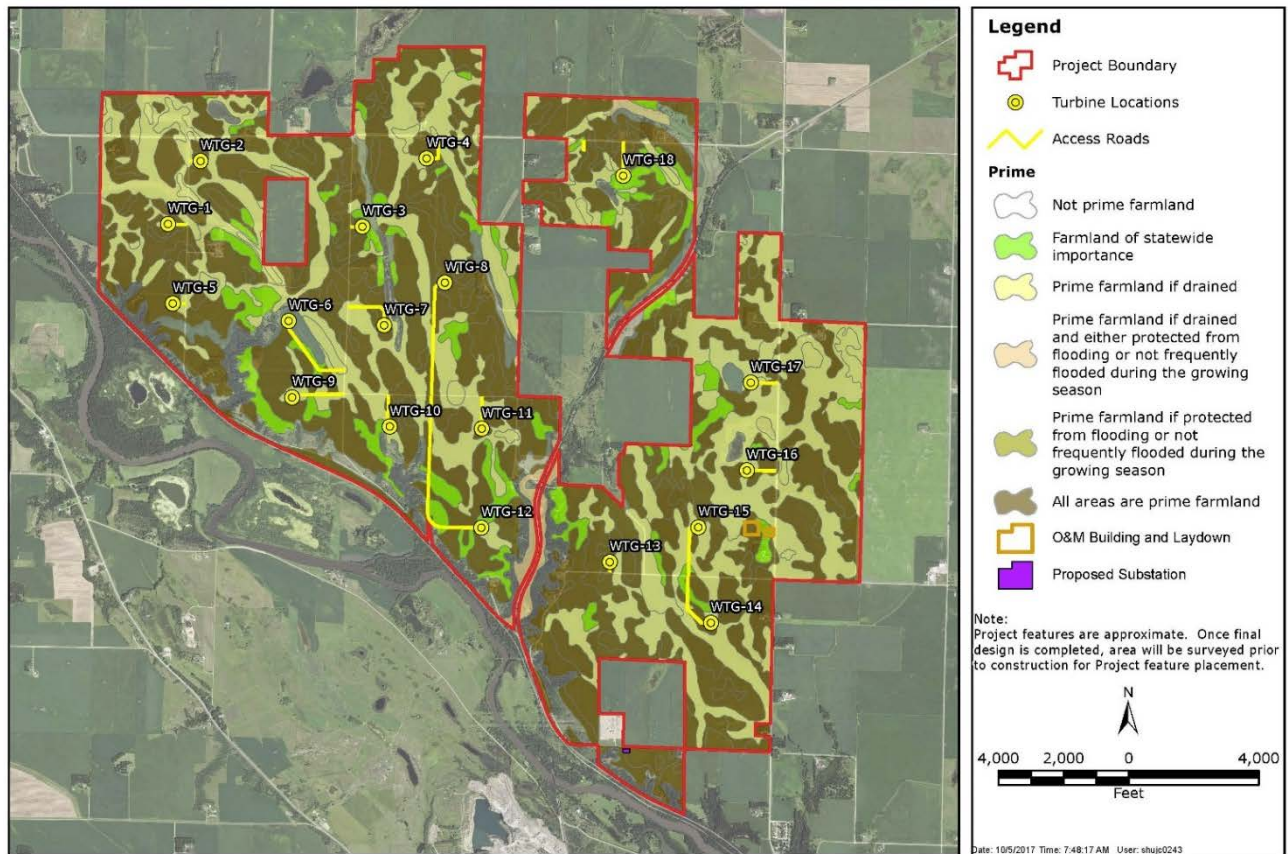 WTG-2
WTG-4
WTG-18
WTG-1
WTG-3
WTG-8
WTG-5
WTG-6
WTG-7
WTG-17
WTG-9
WTG-10
WTG-11
WTG-16
WTG-12
WTG-15
WTG-13
WTG-14
Legend
Project Boundary
Turbine Locations
Access Roads
Prime
Not prime farmland
Farmland of statewide
importance
Prime farmland if drained
Prime farmland if drained
and either protected from
flooding or not frequently
flooded during the growing
season
Prime farmland if protected
from flooding or not
frequently flooded during the
growing season
All areas are prime farmland
O&M Building and Laydown
Proposed Substation
Note:
Project features are approximate. Once final
design is completed, area will be surveyed prior
to construction for Project feature placement.
N
4,000 2,000 0 4,000
Feet
Date: 10/5/2017 Time: 7:48:17 AM User: shujc0243